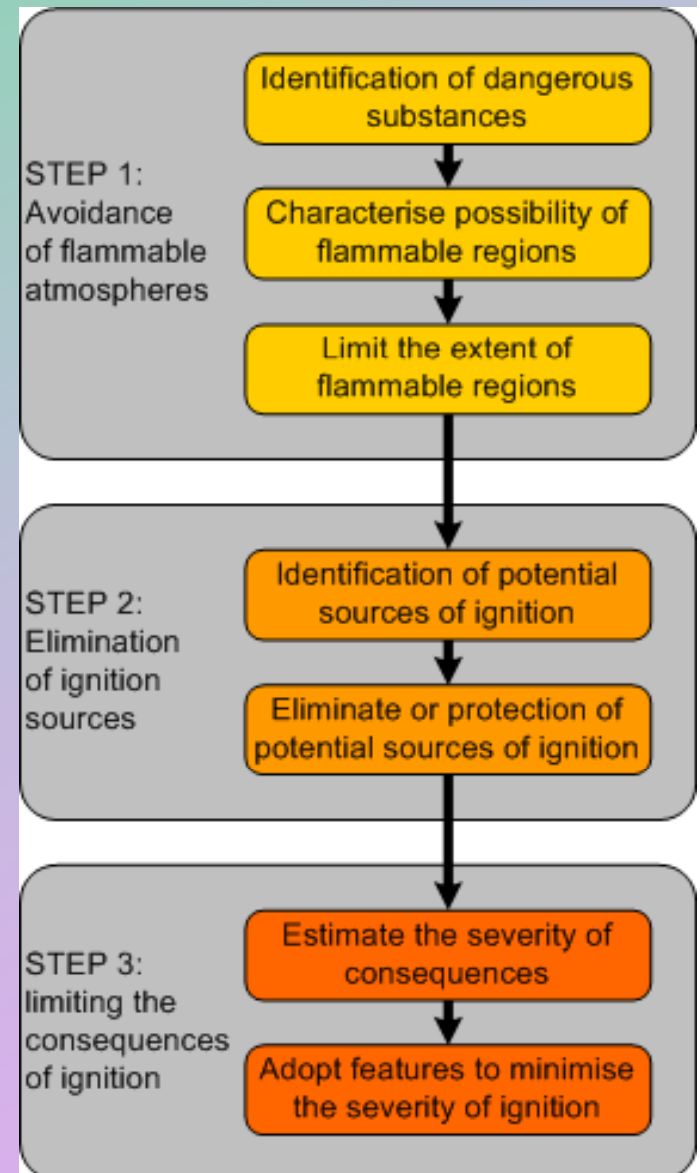 STEP 1:
Avoidance
of flammable
atmospheres
Identification of dangerous
substances
Characterise possibility of
flammable regions
Limit the extent of
flammable regions
STEP 2:
Elimination
of ignition
sources
Identification of potential
sources of ignition
Eliminate or protection of
potential sources of ignition
STEP 3:
limiting the
consequences
of ignition
Estimate the severity of
consequences
Adopt features to minimise
the severity of ignition